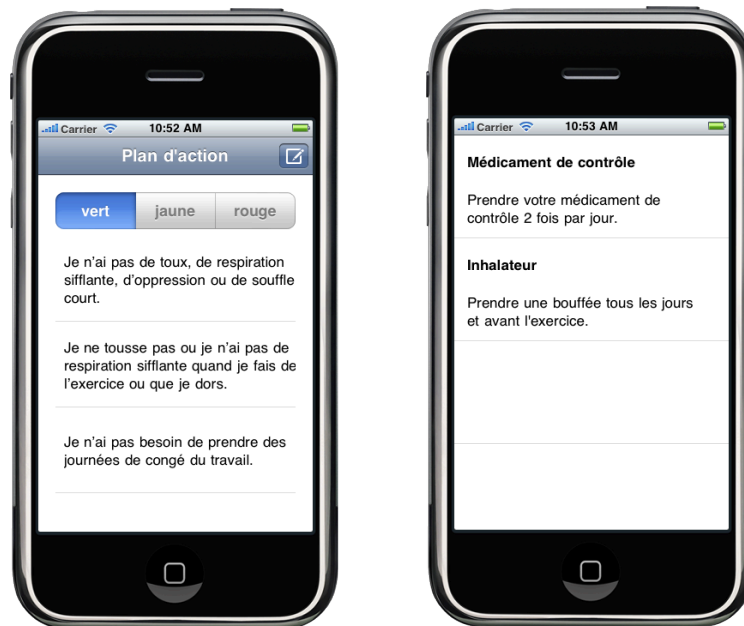 Carrier 10:52 AM
Plan d'action
vert jaune rouge
Je n'ai pas de toux, de respiration
sifflante, d'oppression ou de souffle
court.
Je ne tousse pas ou je n'ai pas de
respiration sifflante quand je fais de
l'exercice ou que je dors.
Je n'ai pas besoin de prendre des
journées de congé du travail.
Carrier 10:53 AM
Médicament de contrôle
Prendre votre médicament de
contrôle 2 fois par jour.
Inhalateur
Prendre une bouffée tous les jours
et avant l'exercice.